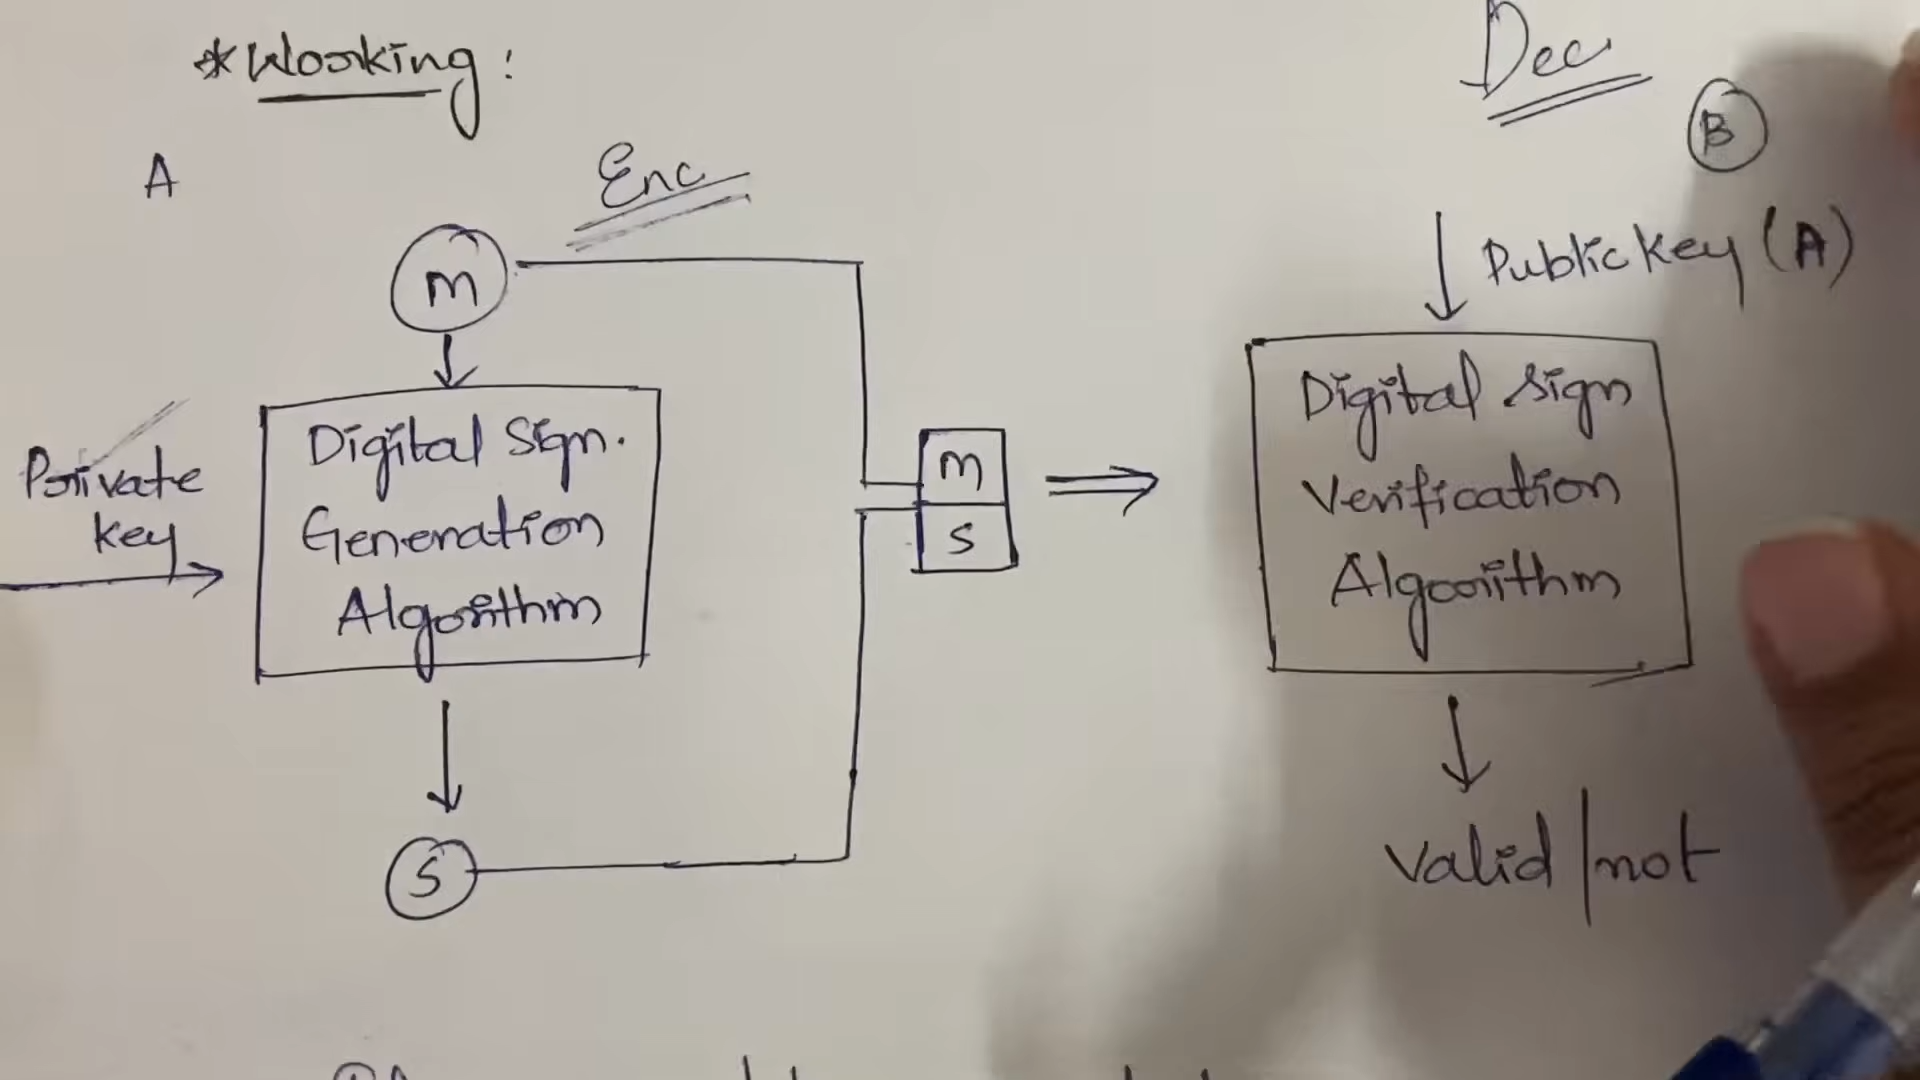 *Working:
A
Enc
m
Private
key
Digital Sign.
Generation
Algorithm
S
m
S
Dec
B
Public key (A)
Digital Sign
Verification
Algorithm
Valid/not